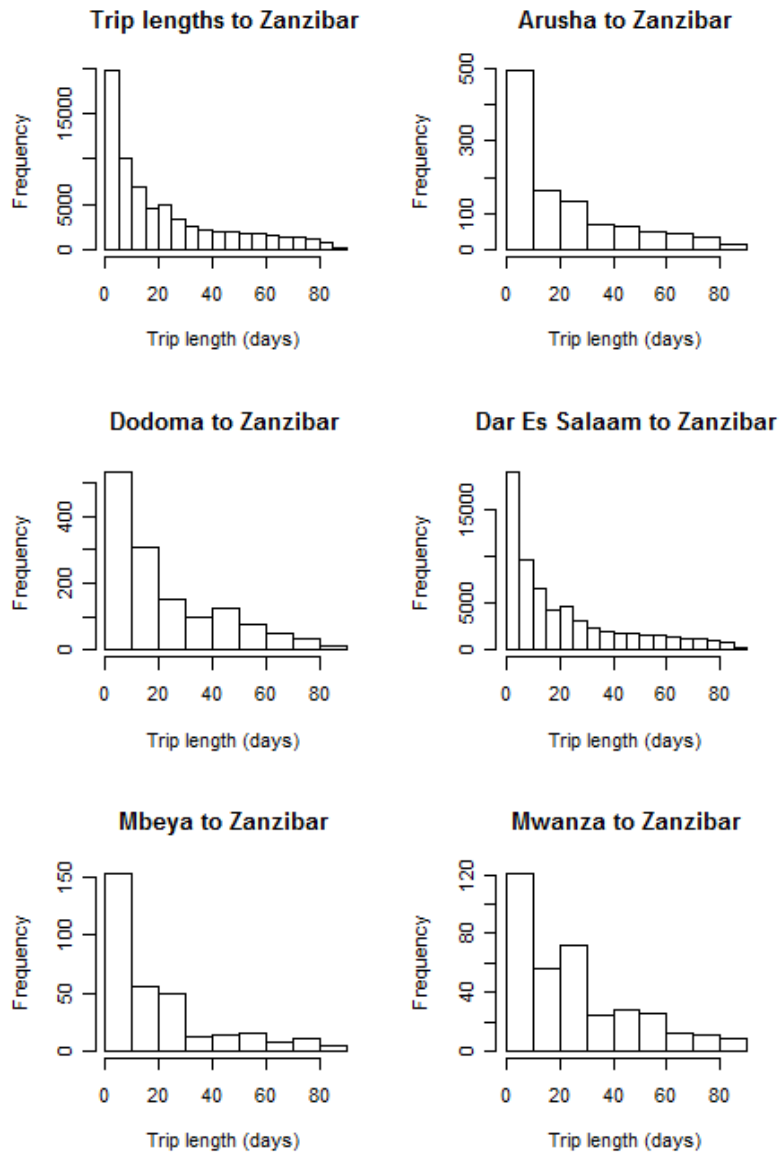 Trip lengths to Zanzibar
Frequency
15000
5000
0
0 20 40 60 80
Trip length (days)
Arusha to Zanzibar
Frequency
500
300
100
0
0 20 40 60 80
Trip length (days)
Dodoma to Zanzibar
Frequency
400
200
0
0 20 40 60 80
Trip length (days)
Dar Es Salaam to Zanzibar
Frequency
15000
5000
0
0 20 40 60 80
Trip length (days)
Mbeya to Zanzibar
Frequency
150
100
50
0
0 20 40 60 80
Trip length (days)
Mwanza to Zanzibar
Frequency
120
80
40
0
0 20 40 60 80
Trip length (days)